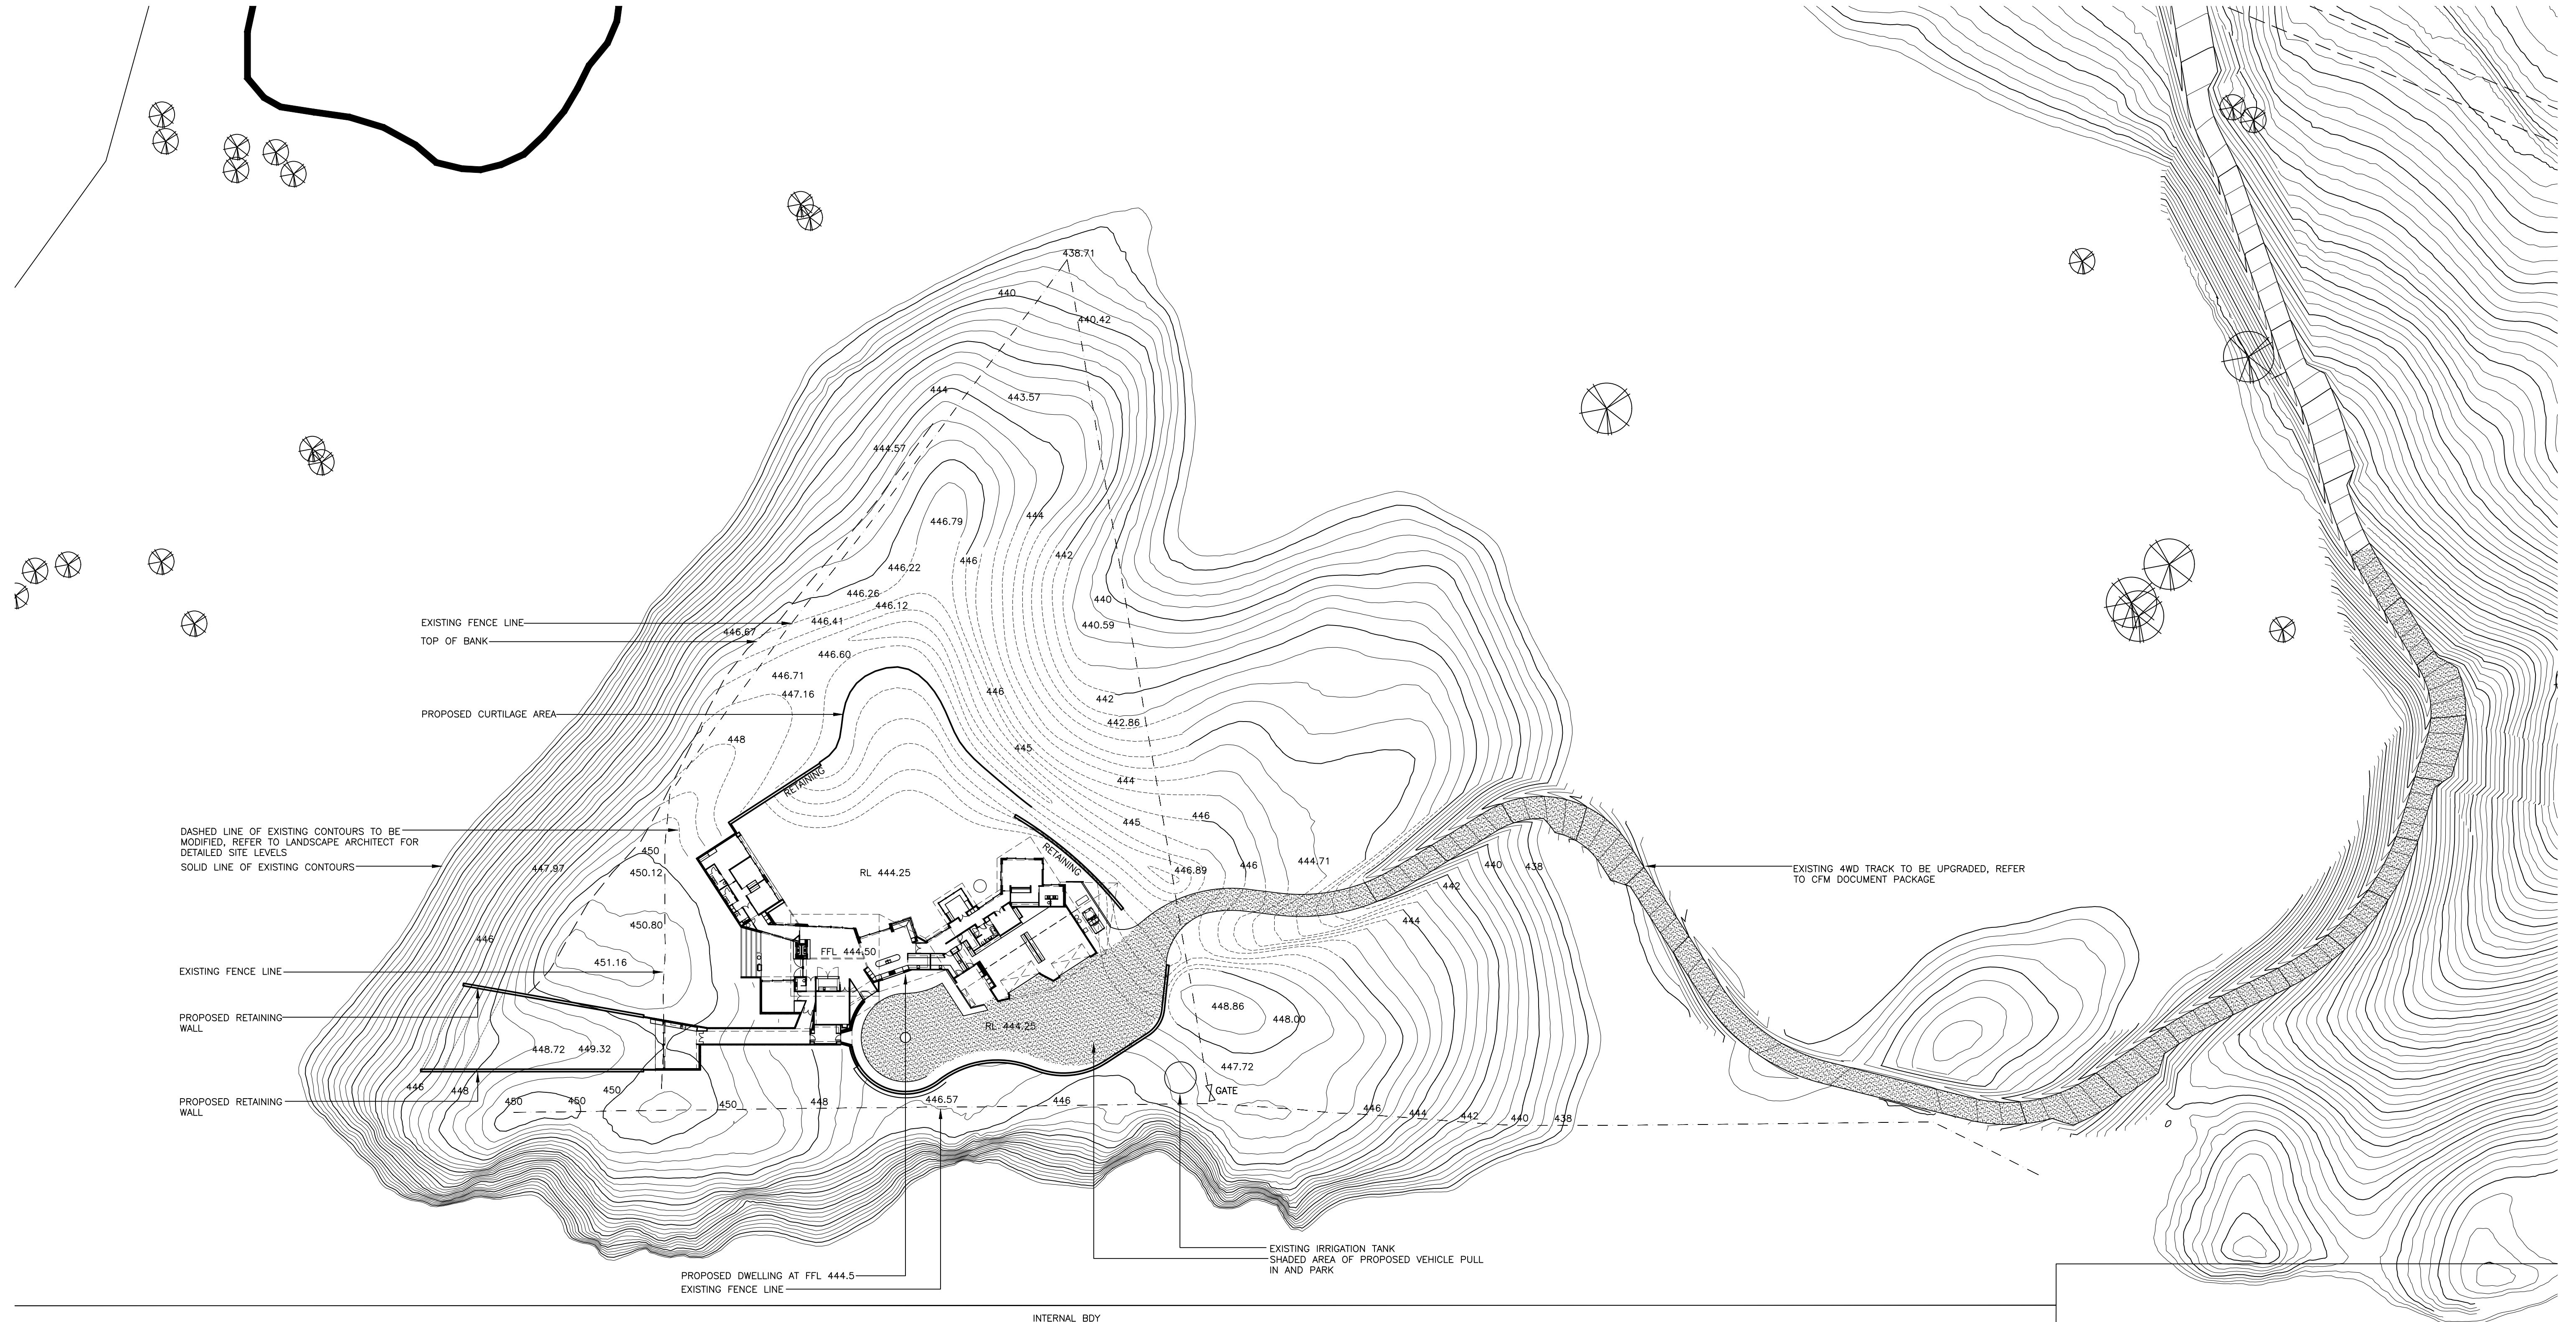 438.71
440
440.42
444
443.57
444.57
444
446.79
442
446
446.22
446.26
440
446.12
EXISTING FENCE LINE
446.41
440.59
446.67
TOP OF BANK
446.60
446.71
447.16
446
442
PROPOSED CURTILAGE AREA
442.86
448
445
RETAINING
444
446
445
DASHED LINE OF EXISTING CONTOURS TO BE
MODIFIED, REFER TO LANDSCAPE ARCHITECT FOR
DETAILED SITE LEVELS
SOLID LINE OF EXISTING CONTOURS
450
447.97
450.12
RL 444.25
RETAINING
446.89
446
444.71
440
438
442
EXISTING 4WD TRACK TO BE UPGRADED, REFER
TO CFM DOCUMENT PACKAGE
444
450.80
446
FFL 444.50
451.16
EXISTING FENCE LINE
448.86
448.00
PROPOSED RETAINING
WALL
RL 444.25
448.72
449.32
447.72
446
448
450
GATE
PROPOSED RETAINING
WALL
450
450
450
448
446.57
446
446
444
442
440
438
EXISTING IRRIGATION TANK
SHADED AREA OF PROPOSED VEHICLE PULL
IN AND PARK
PROPOSED DWELLING AT FFL 444.5
EXISTING FENCE LINE
INTERNAL BDY